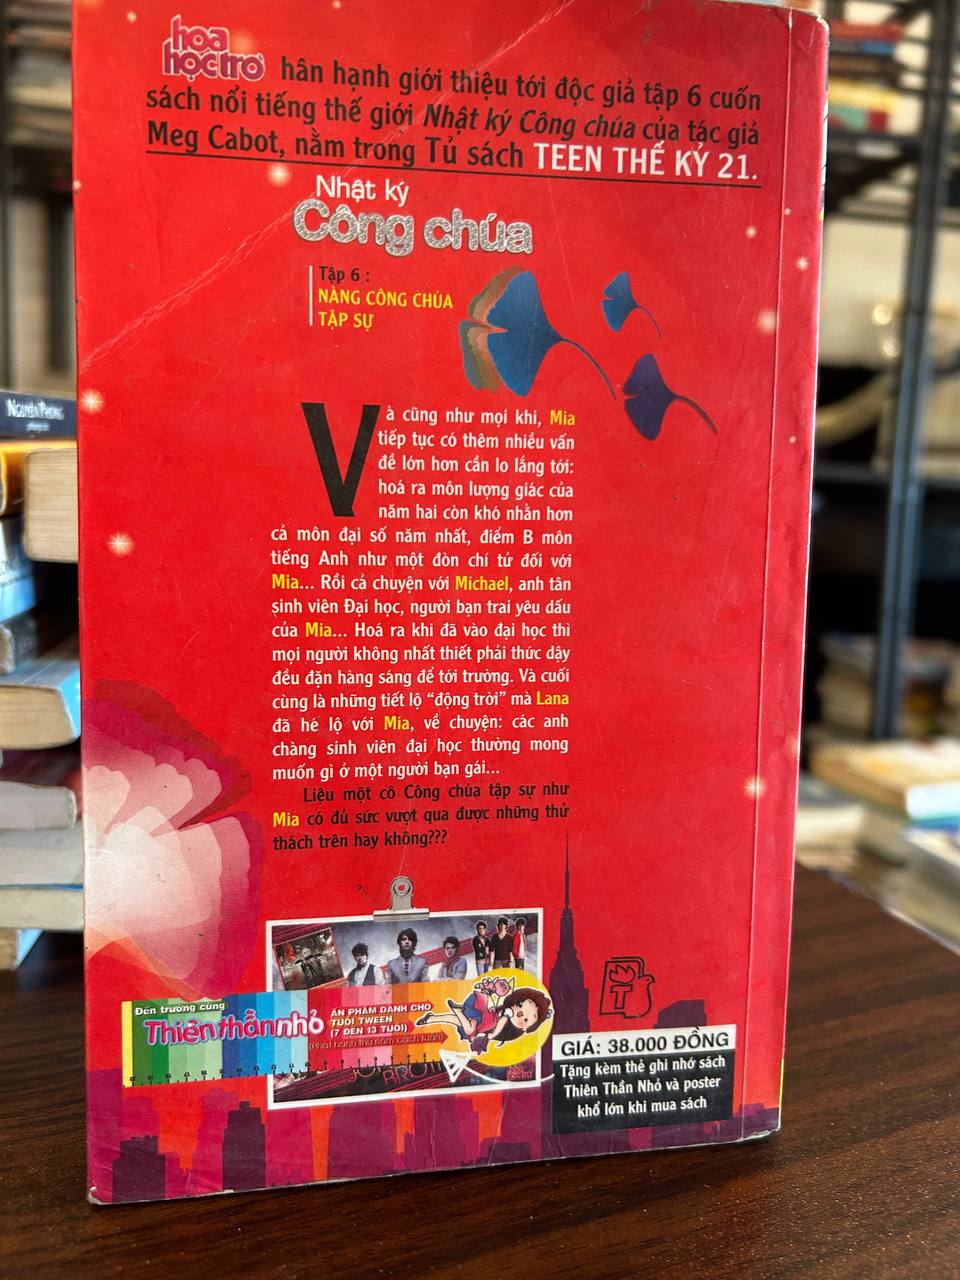 hoa học trò hân hạnh giới thiệu tới độc giả tập 6 cuốn
sách nổi tiếng thế giới Nhật ký Công chúa của tác giả
Meg Cabot, nằm trong Tủ sách TEEN THẾ KỶ 21.
Nhật ký
Công chúa
Tập 6 :
NÀNG CÔNG CHÚA
TẬP SỰ
Và cũng như mọi khi, Mia
tiếp tục có thêm nhiều vấn
đề lớn hơn cần lo lắng tới:
hoá ra môn lượng giác của
năm hai còn khó nhằn hơn
cả môn đại số năm nhất, điểm B môn
tiếng Anh như một đòn chí tử đối với
Mia... Rồi cả chuyện với Michael, anh tân
sinh viên Đại học, người bạn trai yêu dấu
của Mia... Hoá ra khi đã vào đại học thì
mọi người không nhất thiết phải thức dậy
đều đặn hàng sáng để tới trường. Và cuối
cùng là những tiết lộ “động trời” mà Lana
đã hé lộ với Mia, về chuyện: các anh
chàng sinh viên đại học thường mong
muốn gì ở một người bạn gái...
Liệu một cô Công chúa tập sự như
Mia có đủ sức vượt qua được những thử
thách trên hay không???
Đến trường cùng
Thiên thần nhỏ
ẤN PHẨM DÀNH CHO
TUỔI TWEEN
(7 ĐẾN 13 TUỔI)
(Phát hành thứ năm cách tuần)
GIÁ: 38.000 ĐỒNG
Tặng kèm thẻ ghi nhớ sách
Thiên Thần Nhỏ và poster
khổ lớn khi mua sách
NGUYÊN PHONG